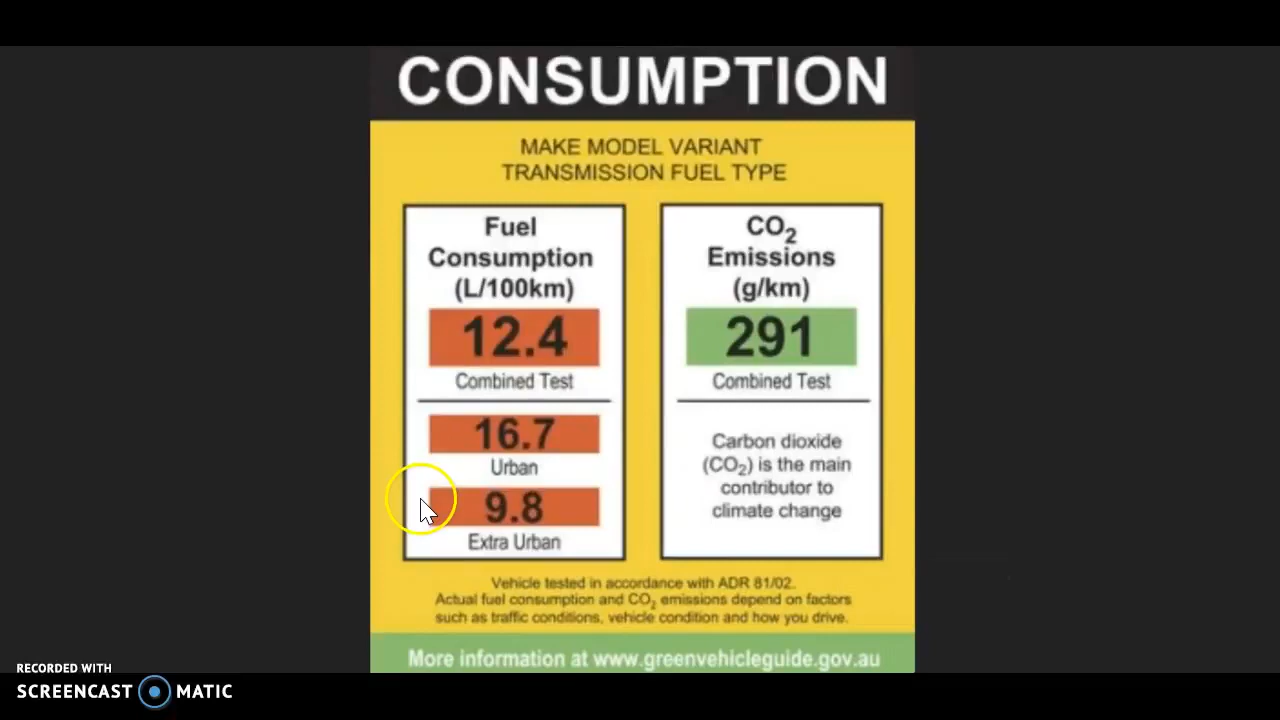 CONSUMPTION
MAKE MODEL VARIANT
TRANSMISSION FUEL TYPE
Fuel
Consumption
(L/100km)
12.4
Combined Test
16.7
Urban
9.8
Extra Urban
CO₂
Emissions
(g/km)
291
Combined Test
Carbon dioxide
(CO₂) is the main
contributor to
climate change
Vehicle tested in accordance with ADR 81/02.
Actual fuel consumption and CO₂ emissions depend on factors
such as traffic conditions, vehicle condition and how you drive.
More information at www.greenvehicleguide.gov.au
RECORDED WITH
SCREENCAST MATIC